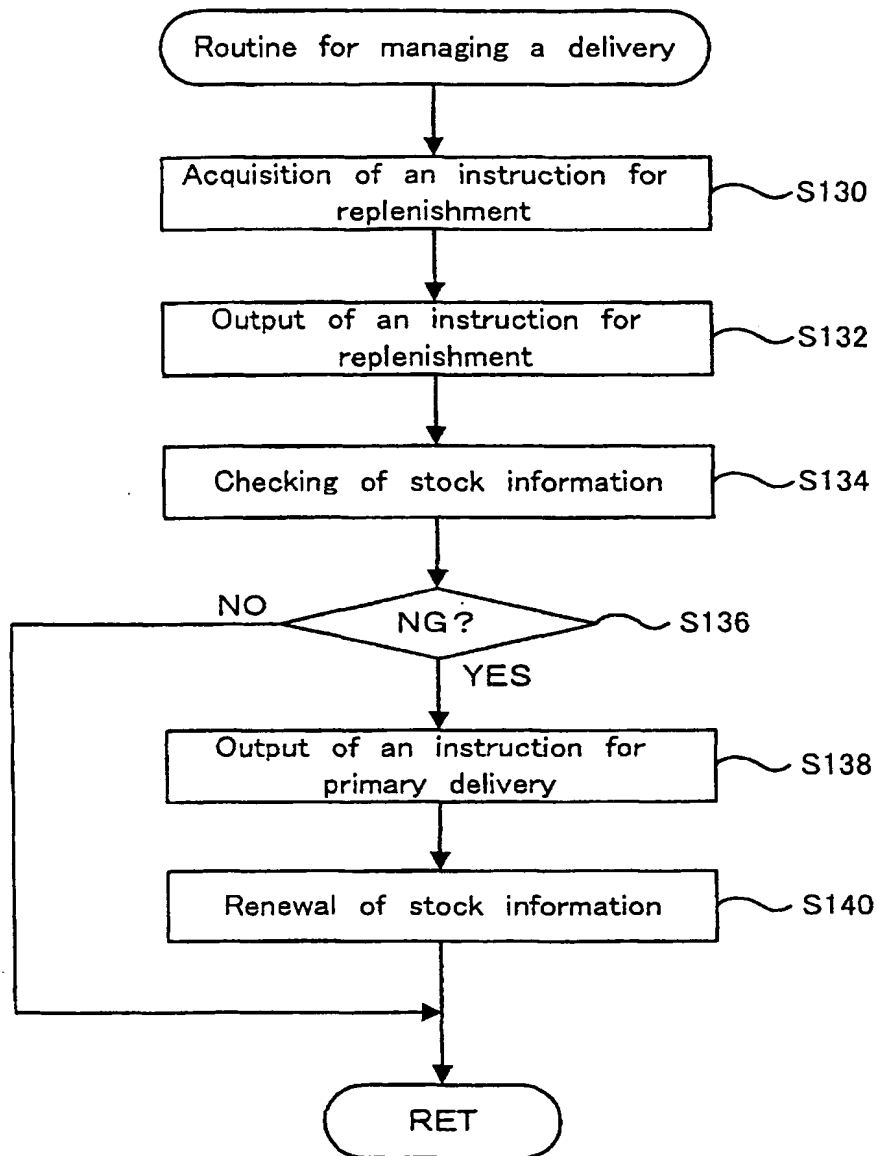 Routine for managing a delivery
Acquisition of an instruction for
replenishment
S130
Output of an instruction for
replenishment
S132
Checking of stock information
S134
NO
NG?
S136
YES
Output of an instruction for
primary delivery
S138
Renewal of stock information
S140
RET